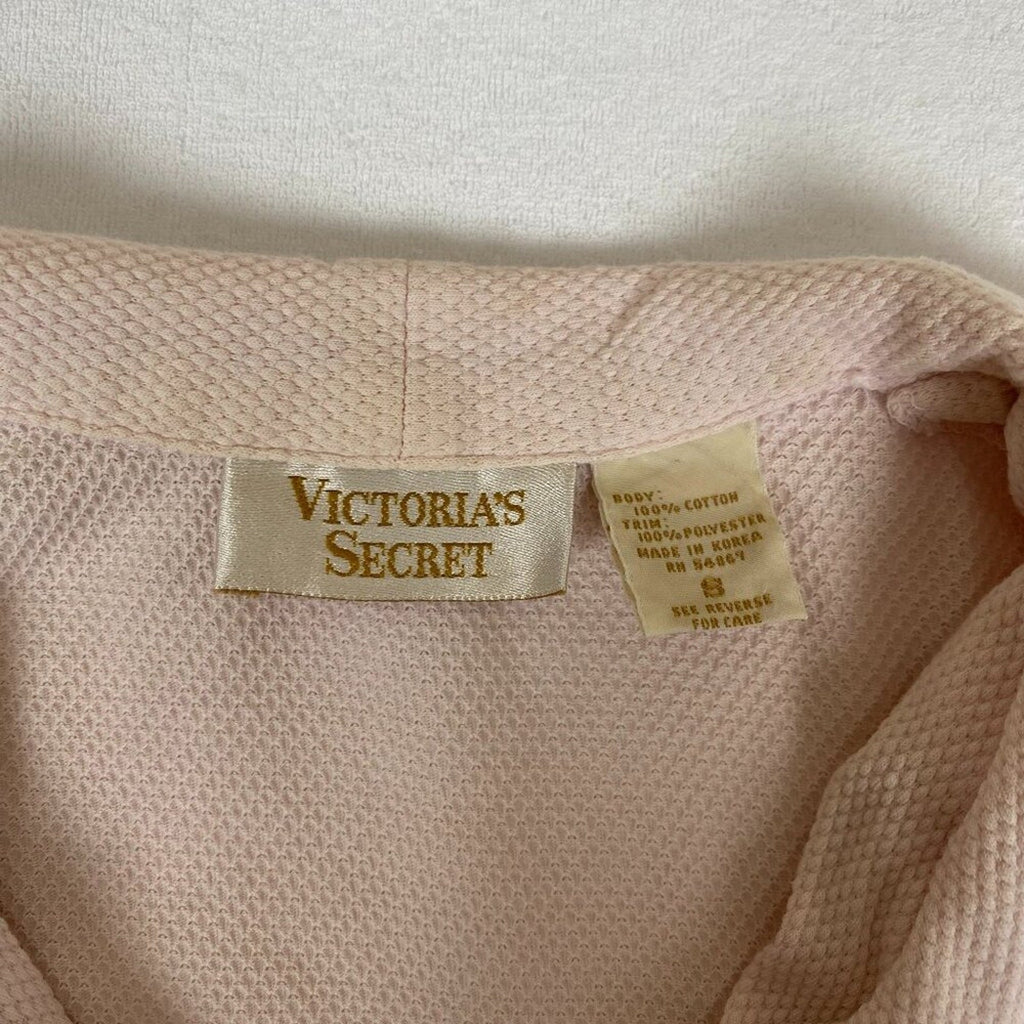 VICTORIA'S
SECRET
BODY:
100% COTTON
TRIM:
100% POLYESTER
MADE IN KOREA
RN 54867
S
SEE REVERSE
FOR CARE